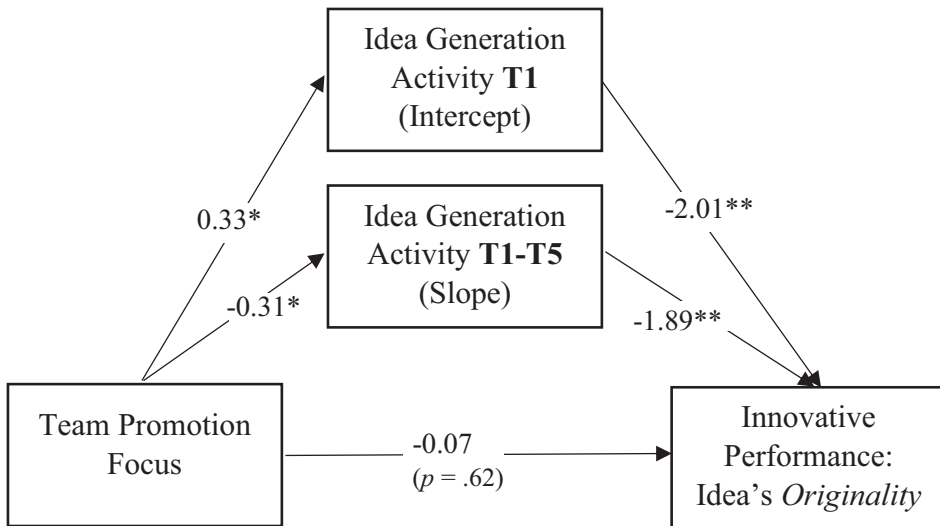 Idea Generation
Activity T1
(Intercept)
0.33*
-2.01**
Idea Generation
Activity T1-T5
(Slope)
-0.31*
-1.89**
Team Promotion
Focus
-0.07
(p = .62)
Innovative
Performance:
Idea's Originality